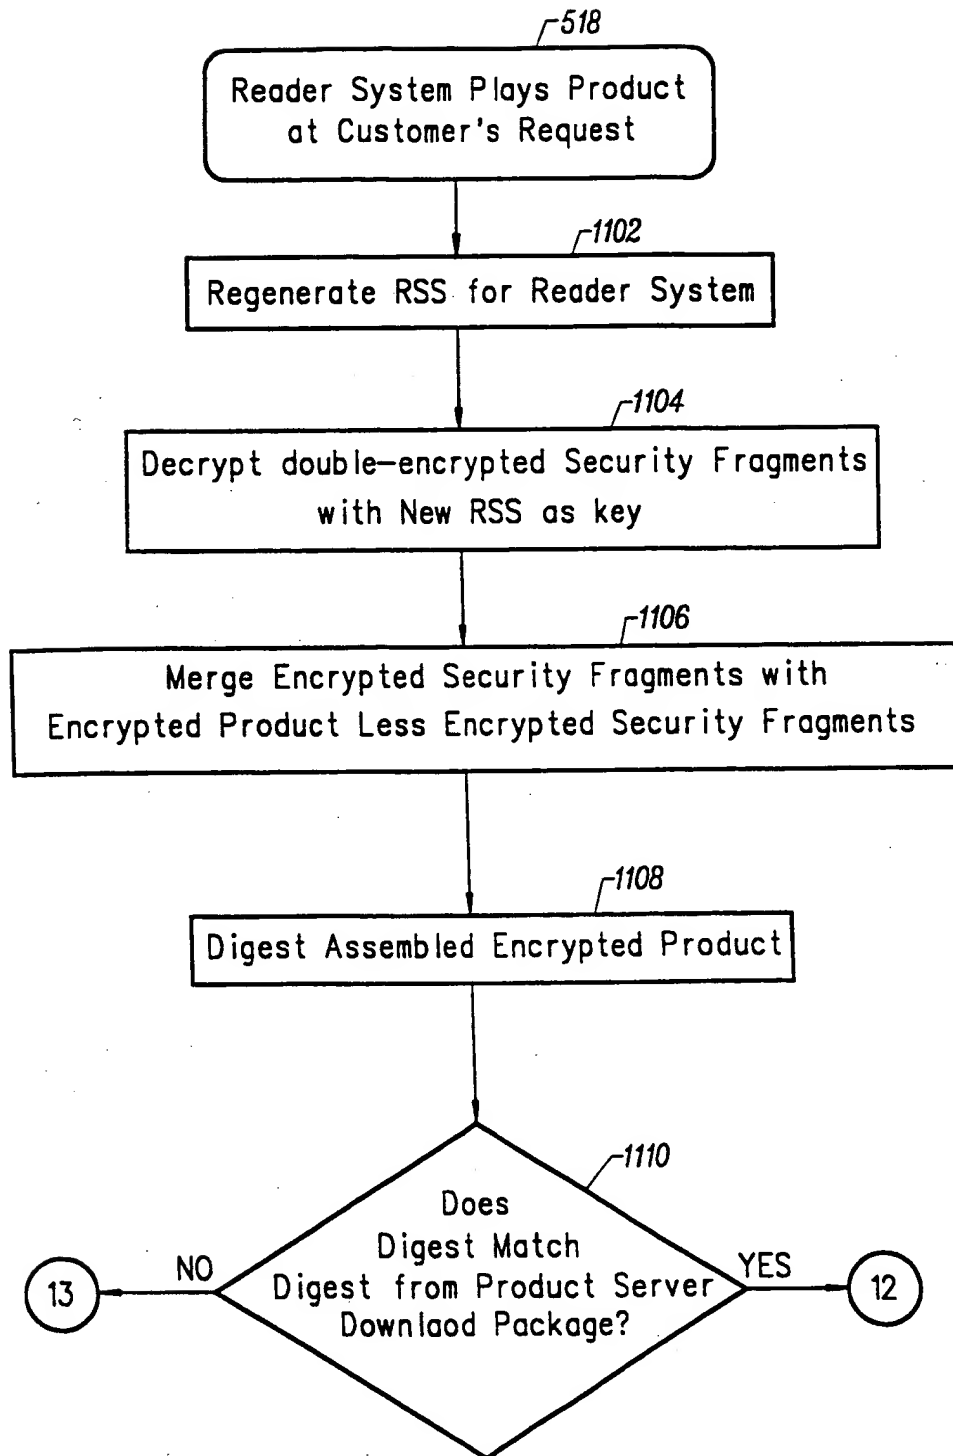 518
Reader System Plays Product
at Customer's Request
1102
Regenerate RSS for Reader System
1104
Decrypt double-encrypted Security Fragments
with New RSS as key
1106
Merge Encrypted Security Fragments with
Encrypted Product Less Encrypted Security Fragments
1108
Digest Assembled Encrypted Product
1110
Does
Digest Match
Digest from Product Server
Downlaod Package?
NO
YES
13
12